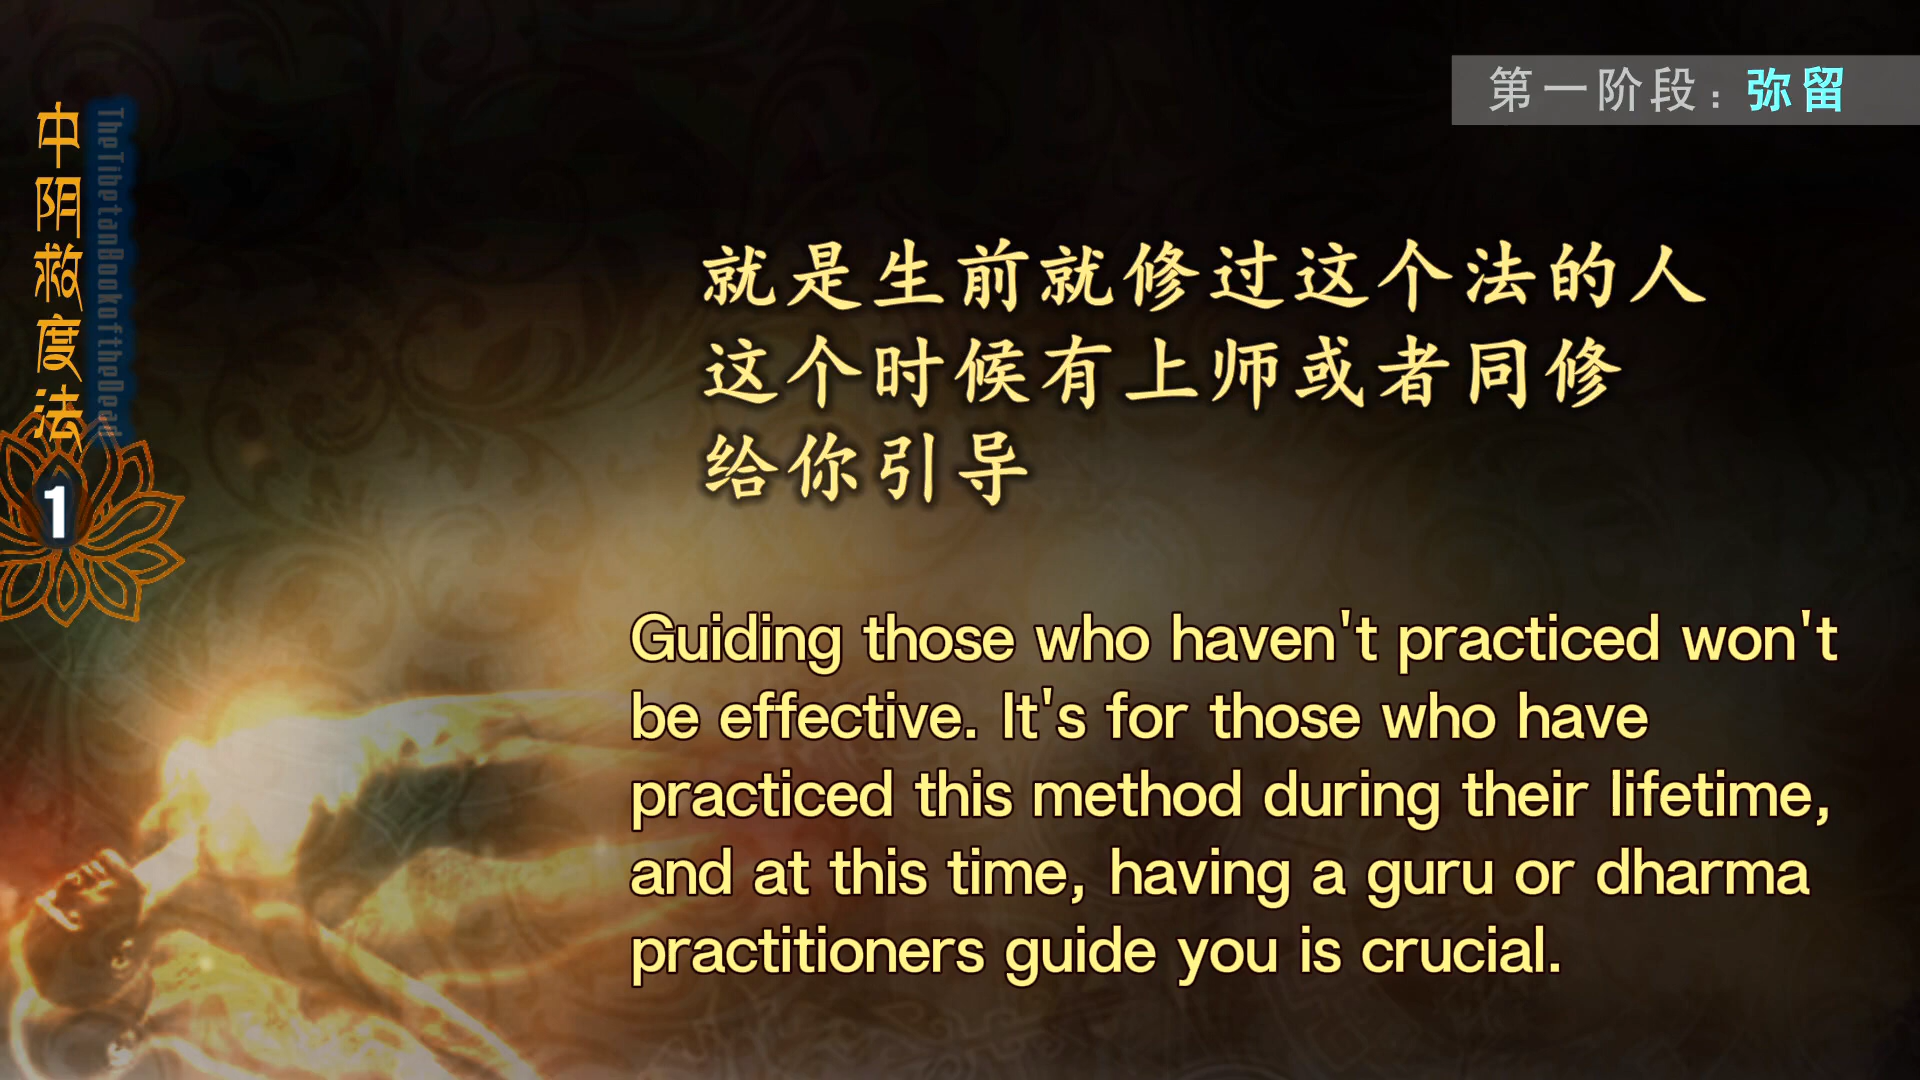 第一阶段：弥留
中阴救度法
TheTibetanBookoftheDead
1
就是生前就修过这个法的人
这个时候有上师或者同修
给你引导
Guiding those who haven't practiced won't
be effective. It's for those who have
practiced this method during their lifetime,
and at this time, having a guru or dharma
practitioners guide you is crucial.